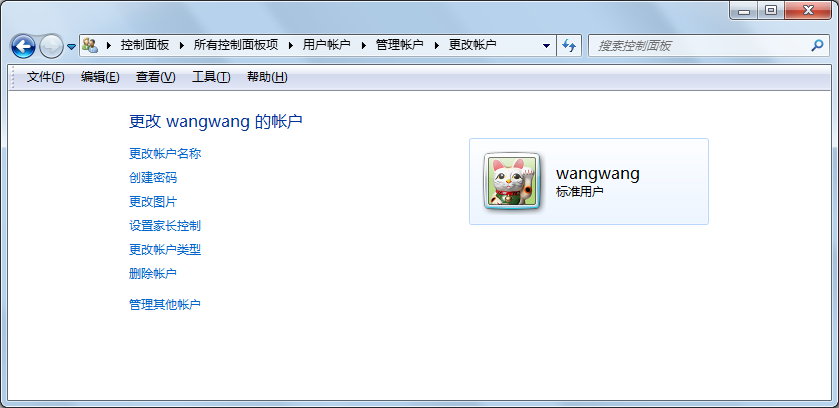 控制面板 所有控制面板项 用户帐户 管理帐户 更改帐户 搜索控制面板
文件(F) 编辑(E) 查看(V) 工具(T) 帮助(H)
更改 wangwang 的帐户
更改帐户名称
创建密码
更改图片
设置家长控制
更改帐户类型
删除帐户
管理其他帐户
wangwang
标准用户